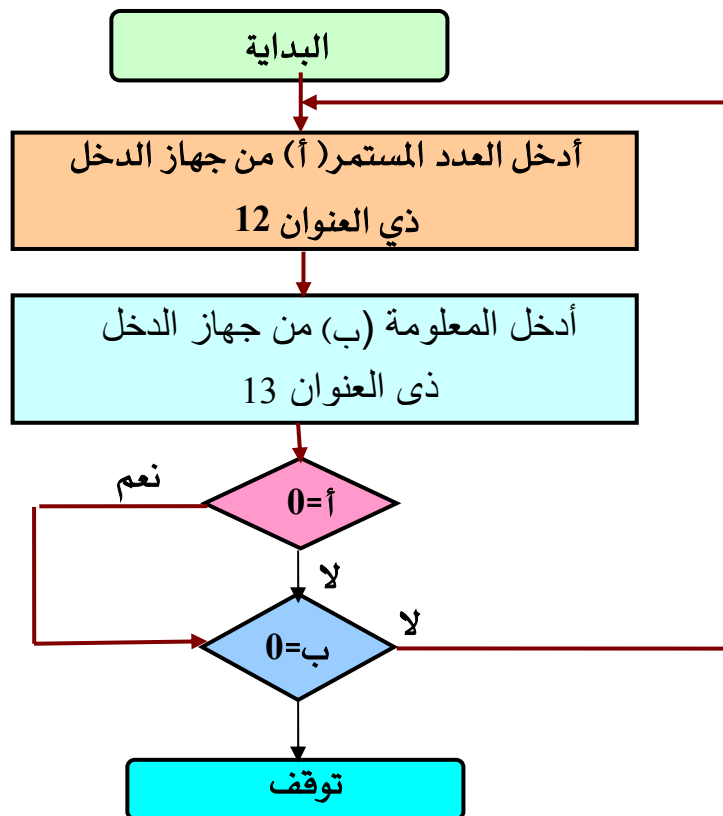 البداية
أدخل العدد المستمر( أ) من جهاز الدخل
ذي العنوان 12
أدخل المعلومة (ب) من جهاز الدخل
ذى العنوان 13
نعم
أ=0
لا
ب=0
لا
توقف